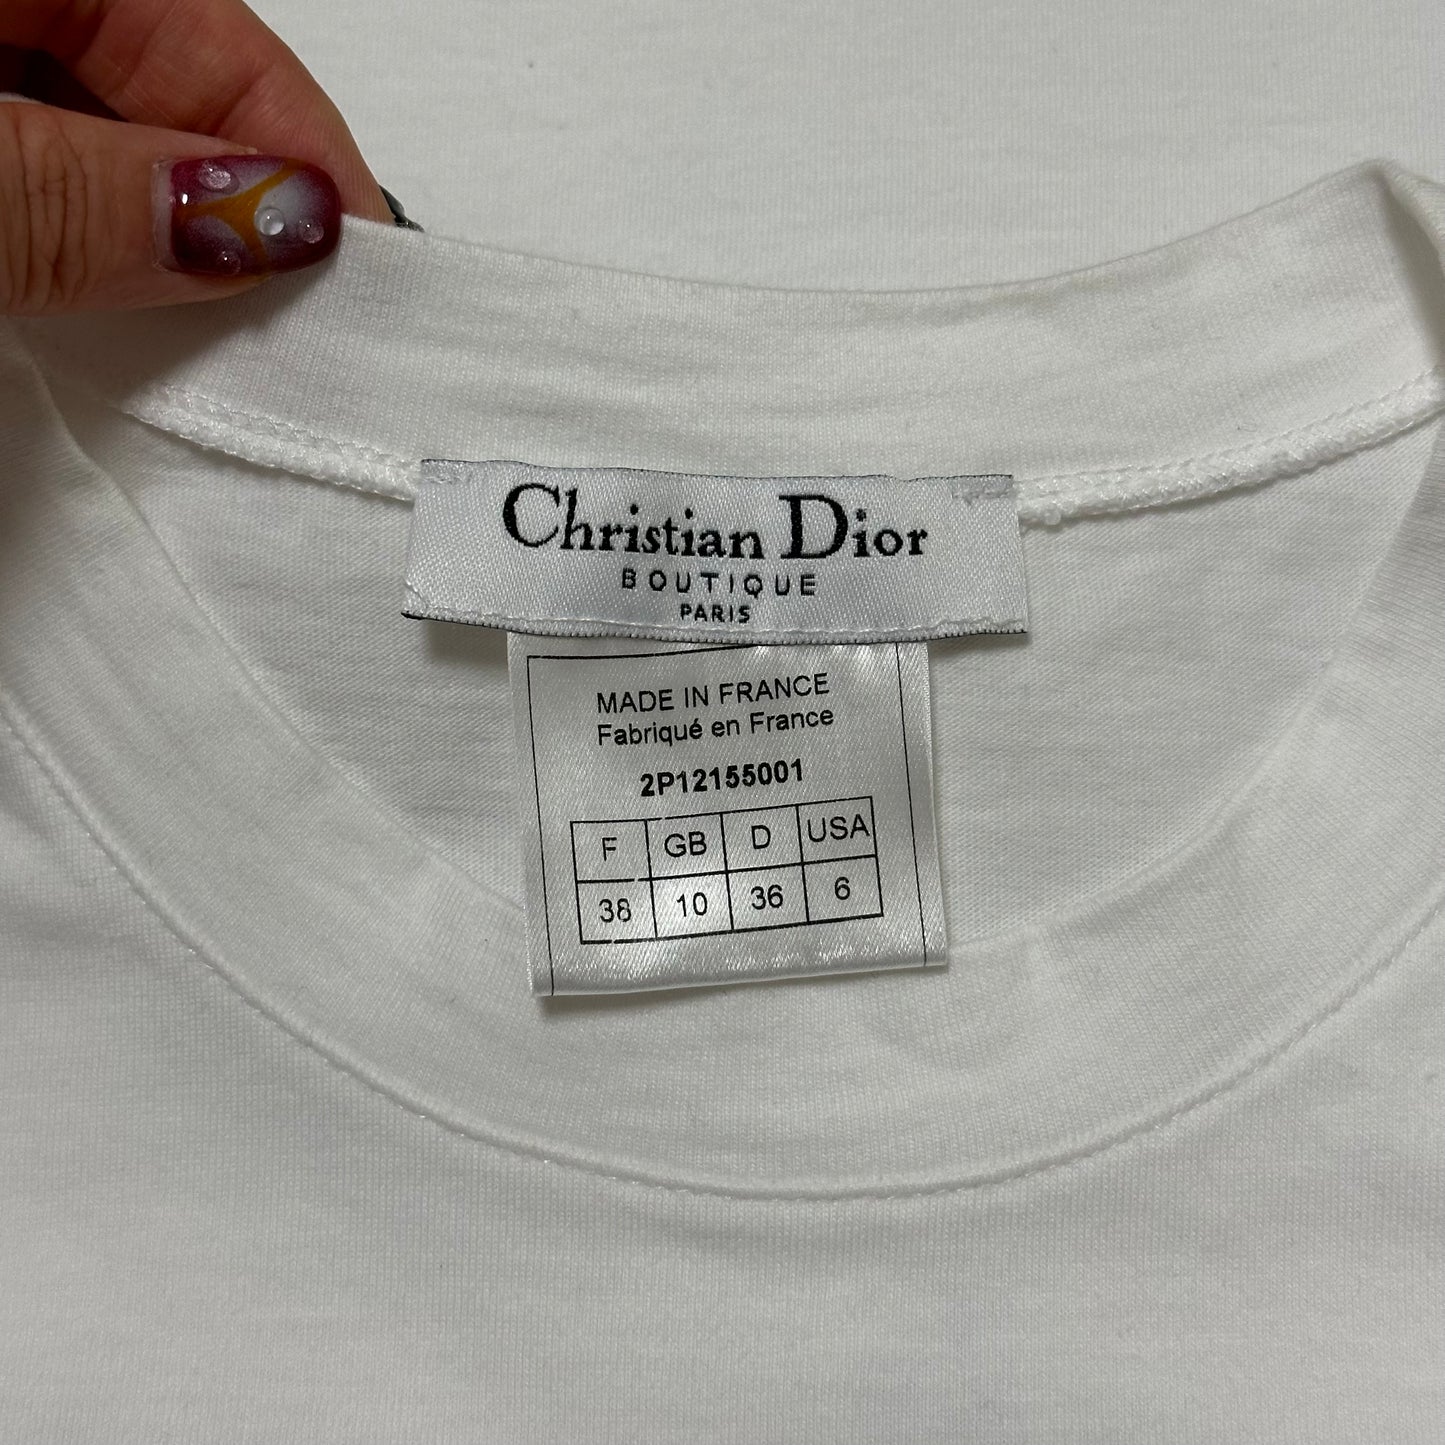 Christian Dior
BOUTIQUE
PARIS
MADE IN FRANCE
Fabriqué en France
2P12155001
F GB D USA
38 10 36 6